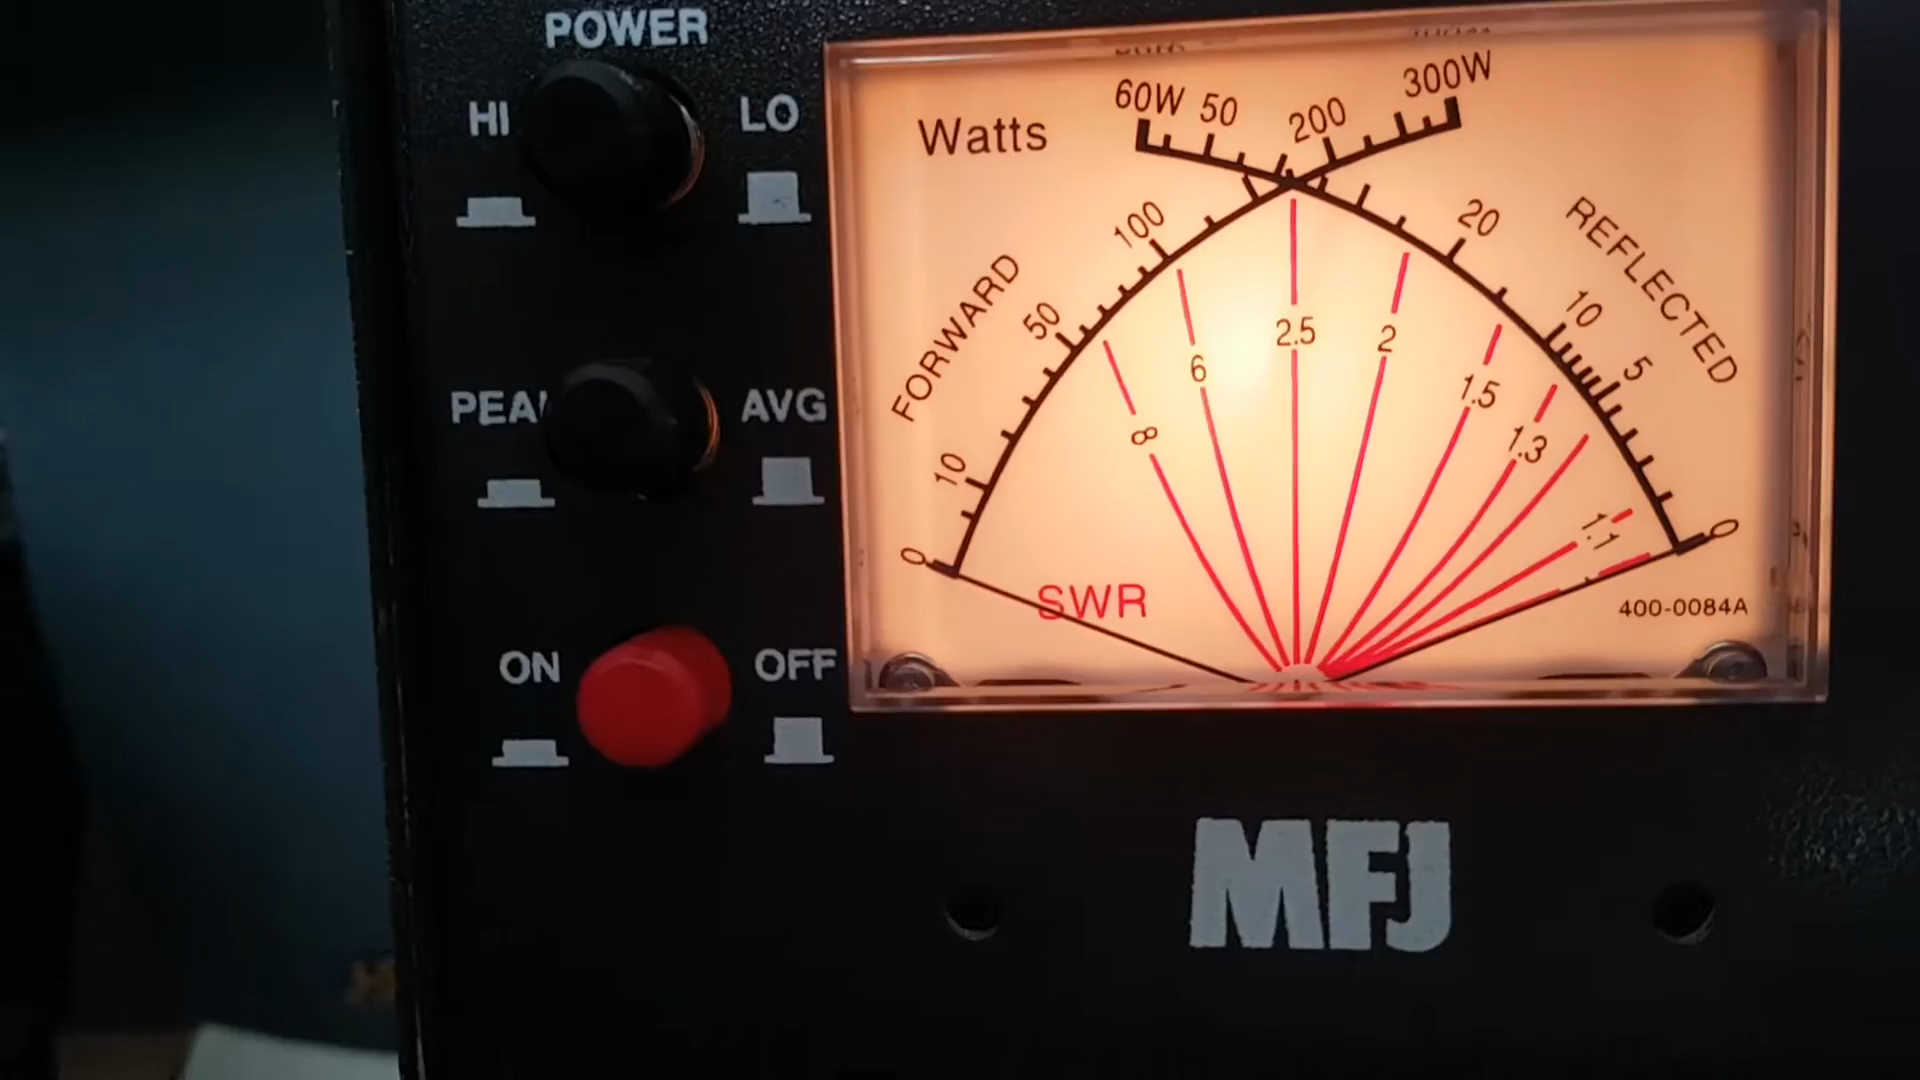 POWER
HI
LO
PEAK
AVG
ON
OFF
Watts
60W 50 200 300W
FORWARD
0 10 50 100
REFLECTED
20 10 5 0
8 6 2.5 2 1.5 1.3 1.1
SWR
400-0084A
MFJ